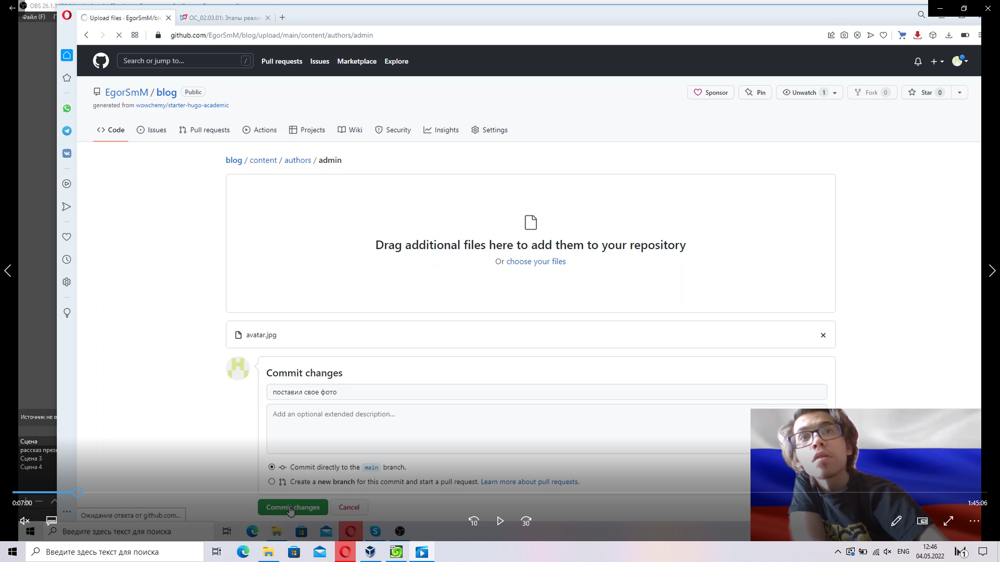 OBS 26.1.1
Файл (F)
Upload files · EgorSmM/blo
ОС_02.03.01: Этапы реали
github.com/EgorSmM/blog/upload/main/content/authors/admin
Search or jump to...
/
Pull requests
Issues
Marketplace
Explore
EgorSmM / blog
Public
Sponsor
Pin
Unwatch 1
Fork 0
Star 0
generated from wowchemy/starter-hugo-academic
Code
Issues
Pull requests
Actions
Projects
Wiki
Security
Insights
Settings
blog / content / authors / admin
Drag additional files here to add them to your repository
Or choose your files
avatar.jpg
Commit changes
поставил свое фото
Add an optional extended description...
Источник не в
Сцена
рассказ презы
Сцена 3
Сцена 4
Commit directly to the main branch.
Create a new branch for this commit and start a pull request. Learn more about pull requests.
0:07:00
1:45:06
Commit changes
Cancel
Ожидание ответа от github.com...
10
30
Введите здесь текст для поиска
Введите здесь текст для поиска
ENG
12:46
04.05.2022
1